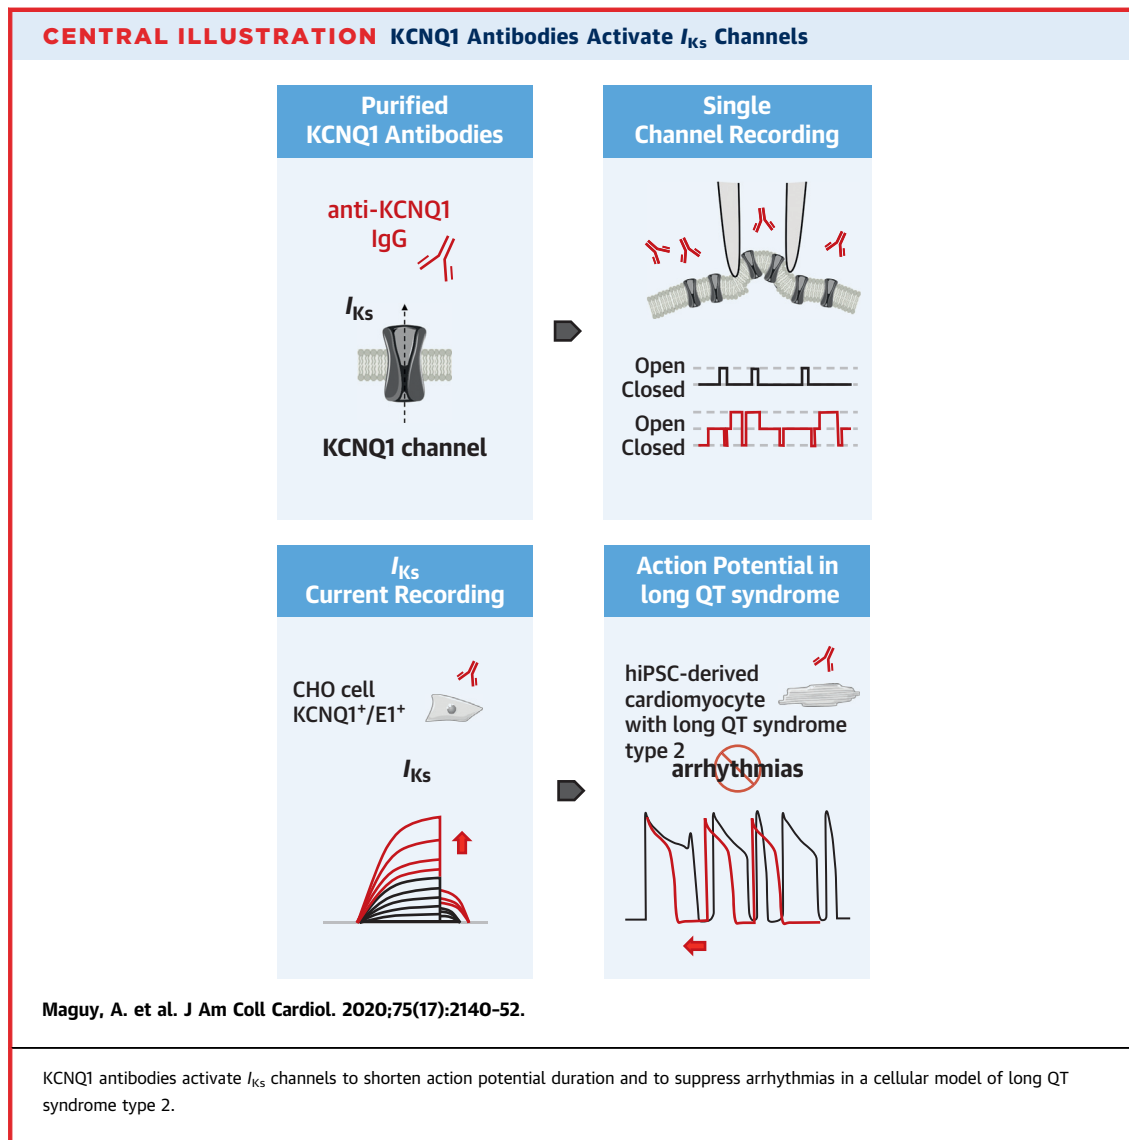 CENTRAL ILLUSTRATION KCNQ1 Antibodies Activate IKs Channels
Purified
KCNQ1 Antibodies
anti-KCNQ1
IgG
IKs
KCNQ1 channel
Single
Channel Recording
Open
Closed
Open
Closed
IKs
Current Recording
CHO cell
KCNQ1+/E1+
IKs
Action Potential in
long QT syndrome
hiPSC-derived
cardiomyocyte
with long QT syndrome
type 2
arrhythmias
Maguy, A. et al. J Am Coll Cardiol. 2020;75(17):2140-52.
KCNQ1 antibodies activate IKs channels to shorten action potential duration and to suppress arrhythmias in a cellular model of long QT
syndrome type 2.